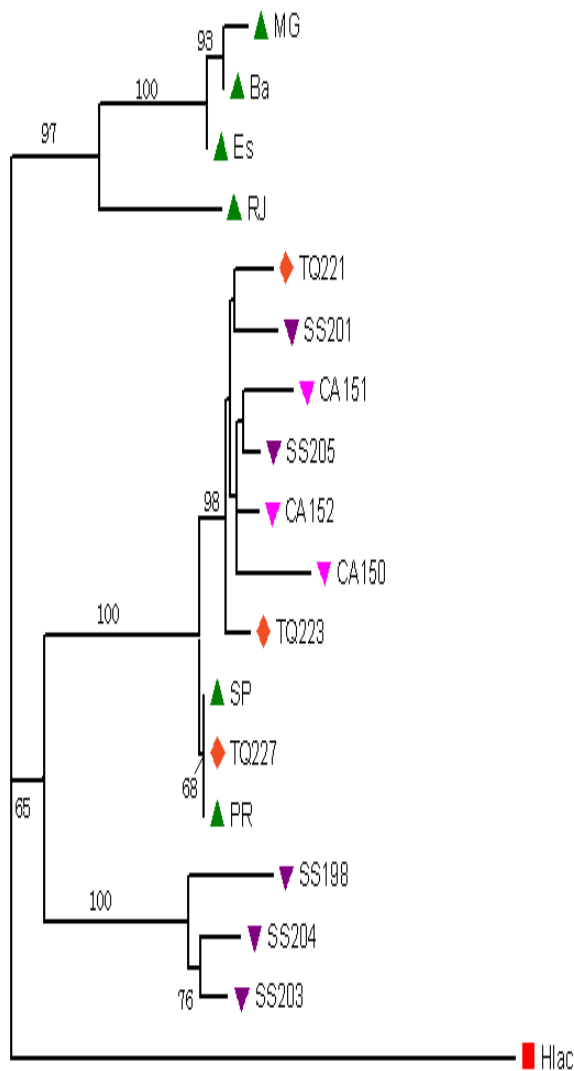 MG
93
Ba
100
97
Es
RJ
TQ221
SS201
CA151
SS205
98
CA152
CA150
100
TQ223
SP
TQ227
68
65
PR
SS198
100
SS204
76
SS203
Hlac